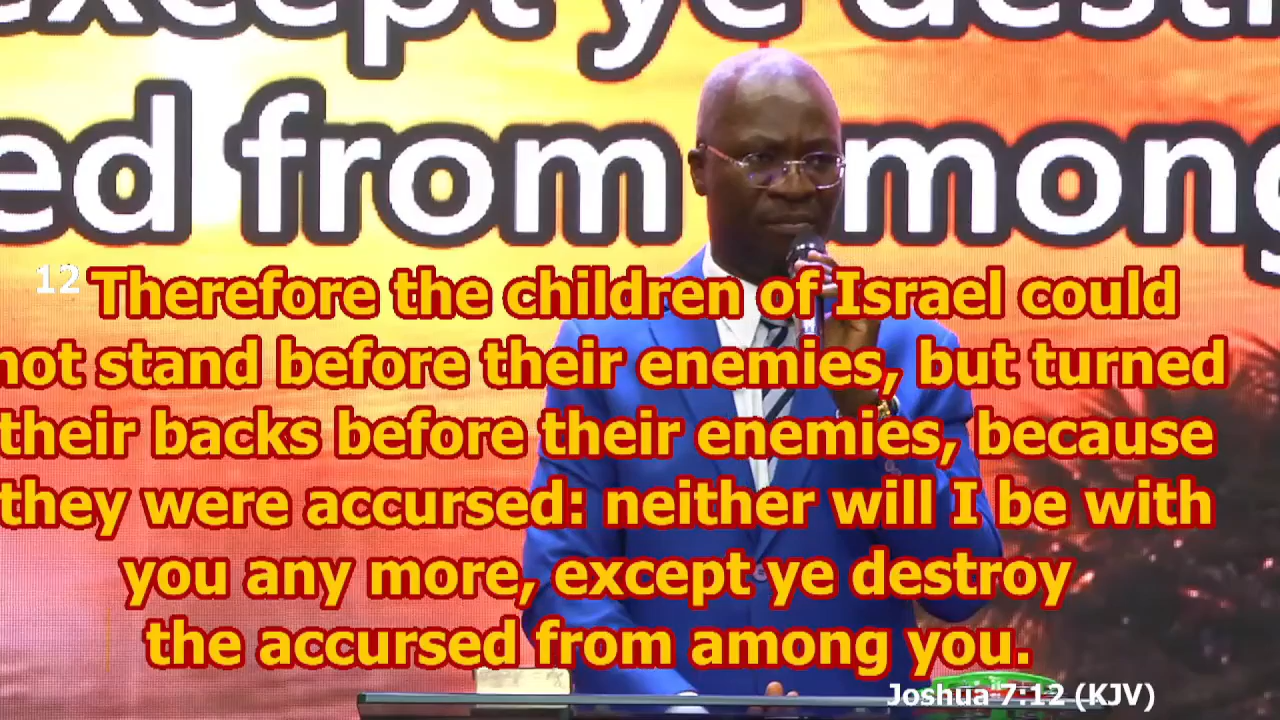 except ye destr
ed from among
12 Therefore the children of Israel could
not stand before their enemies, but turned
their backs before their enemies, because
they were accursed: neither will I be with
you any more, except ye destroy
the accursed from among you.
Joshua 7:12 (KJV)